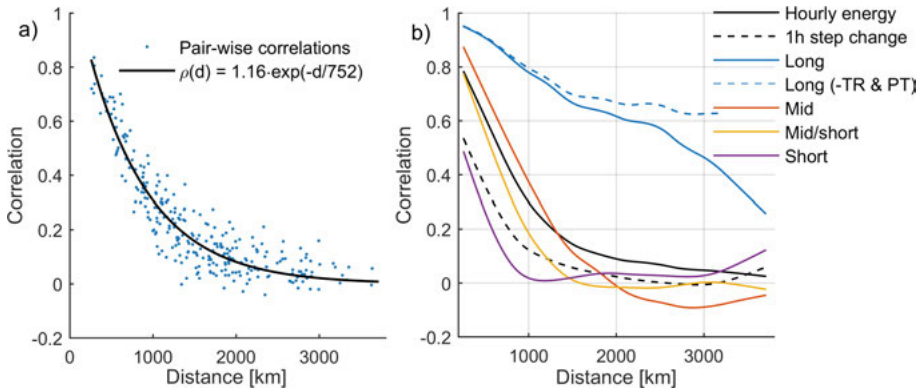 a)
Pair-wise correlations
ρ(d) = 1.16·exp(-d/752)
Correlation
1
0.8
0.6
0.4
0.2
0
-0.2
0
1000
2000
3000
Distance [km]
b)
Hourly energy
1h step change
Long
Long (-TR & PT)
Mid
Mid/short
Short
Correlation
1
0.8
0.6
0.4
0.2
0
-0.2
1000
2000
3000
Distance [km]